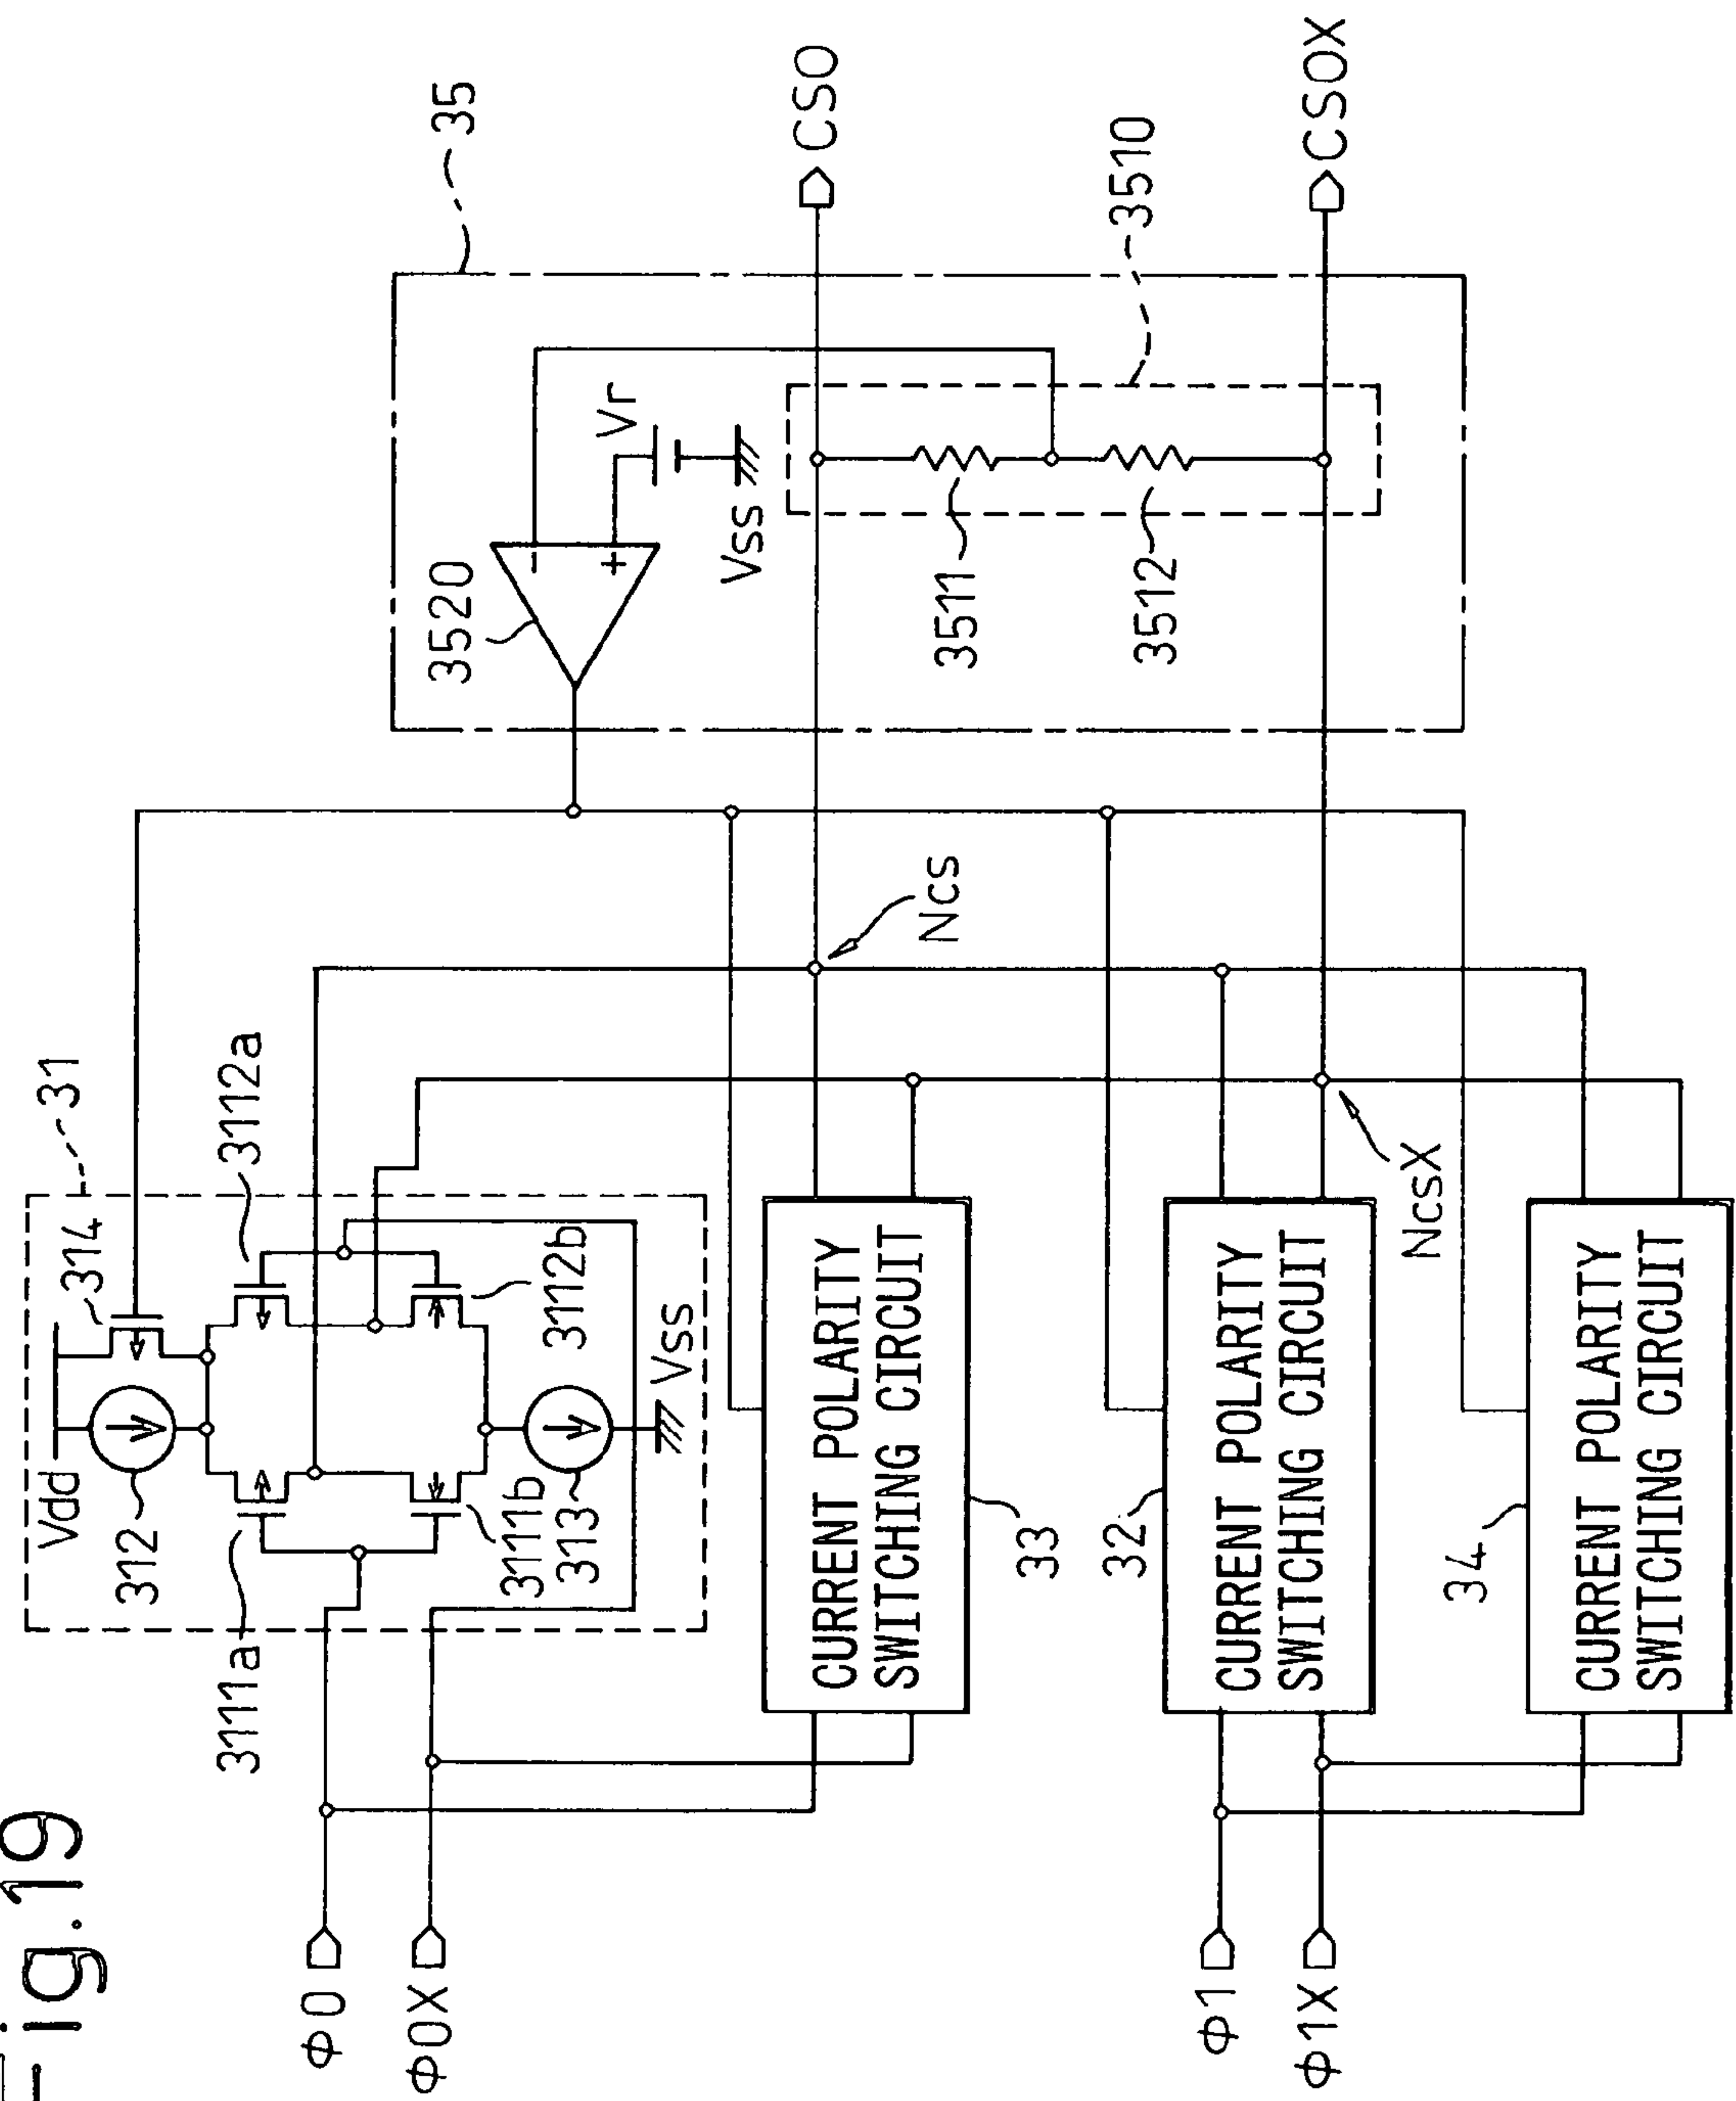 Fig.19
35
CSO
CSOX
3510
Vr
Vss
3520
3511
3512
31
314
3112a
Vdd
312
3111a
3111b
313
3112b
Vss
Ncs
NcsX
CURRENT POLARITY
SWITCHING CIRCUIT
33
CURRENT POLARITY
SWITCHING CIRCUIT
32
CURRENT POLARITY
SWITCHING CIRCUIT
34
Φ0
Φ0X
Φ1
Φ1X
+
-